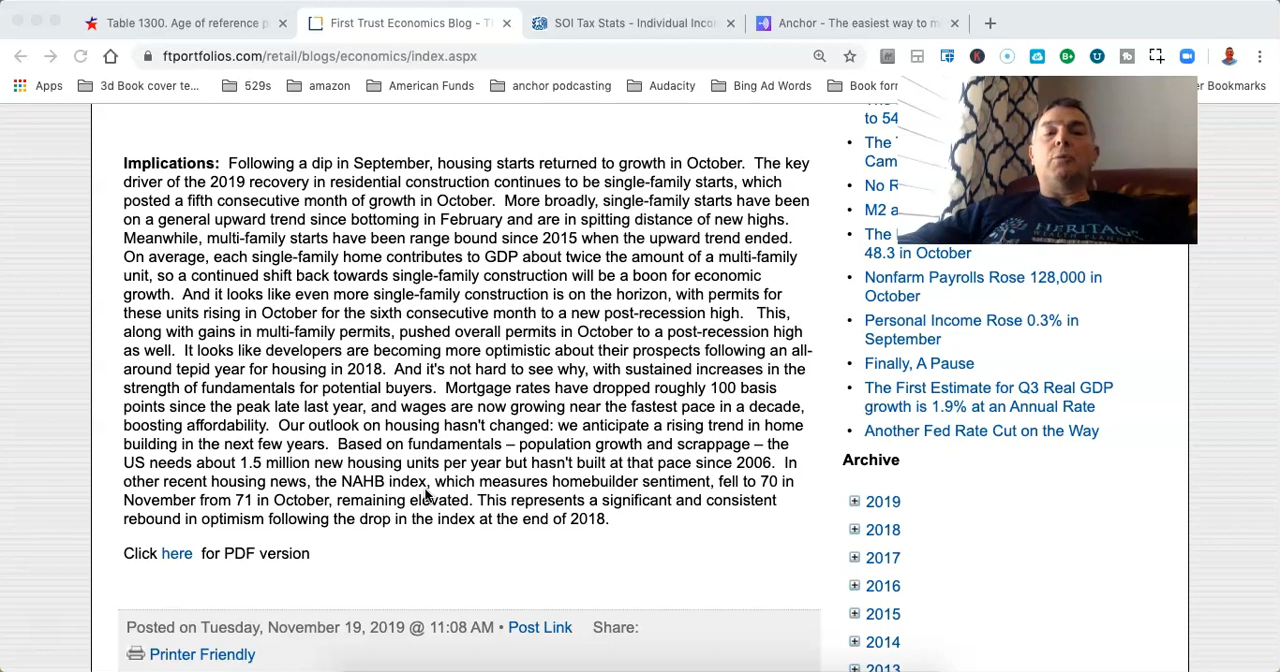 Table 1300. Age of reference p
First Trust Economics Blog - Th
SOI Tax Stats - Individual Incom
Anchor - The easiest way to m
ftportfolios.com/retail/blogs/economics/index.aspx
Apps
3d Book cover te...
529s
amazon
American Funds
anchor podcasting
Audacity
Bing Ad Words
Book form
er Bookmarks
to 54
The
Cam
No R
M2 a
The
48.3 in October
Nonfarm Payrolls Rose 128,000 in
October
Personal Income Rose 0.3% in
September
Finally, A Pause
The First Estimate for Q3 Real GDP
growth is 1.9% at an Annual Rate
Another Fed Rate Cut on the Way
Archive
2019
2018
2017
2016
2015
2014
2013
HERITAGE
Implications: Following a dip in September, housing starts returned to growth in October. The key
driver of the 2019 recovery in residential construction continues to be single-family starts, which
posted a fifth consecutive month of growth in October. More broadly, single-family starts have been
on a general upward trend since bottoming in February and are in spitting distance of new highs.
Meanwhile, multi-family starts have been range bound since 2015 when the upward trend ended.
On average, each single-family home contributes to GDP about twice the amount of a multi-family
unit, so a continued shift back towards single-family construction will be a boon for economic
growth. And it looks like even more single-family construction is on the horizon, with permits for
these units rising in October for the sixth consecutive month to a new post-recession high. This,
along with gains in multi-family permits, pushed overall permits in October to a post-recession high
as well. It looks like developers are becoming more optimistic about their prospects following an all-
around tepid year for housing in 2018. And it's not hard to see why, with sustained increases in the
strength of fundamentals for potential buyers. Mortgage rates have dropped roughly 100 basis
points since the peak late last year, and wages are now growing near the fastest pace in a decade,
boosting affordability. Our outlook on housing hasn't changed: we anticipate a rising trend in home
building in the next few years. Based on fundamentals – population growth and scrappage – the
US needs about 1.5 million new housing units per year but hasn't built at that pace since 2006. In
other recent housing news, the NAHB index, which measures homebuilder sentiment, fell to 70 in
November from 71 in October, remaining elevated. This represents a significant and consistent
rebound in optimism following the drop in the index at the end of 2018.
Click here for PDF version
Posted on Tuesday, November 19, 2019 @ 11:08 AM • Post Link Share:
Printer Friendly